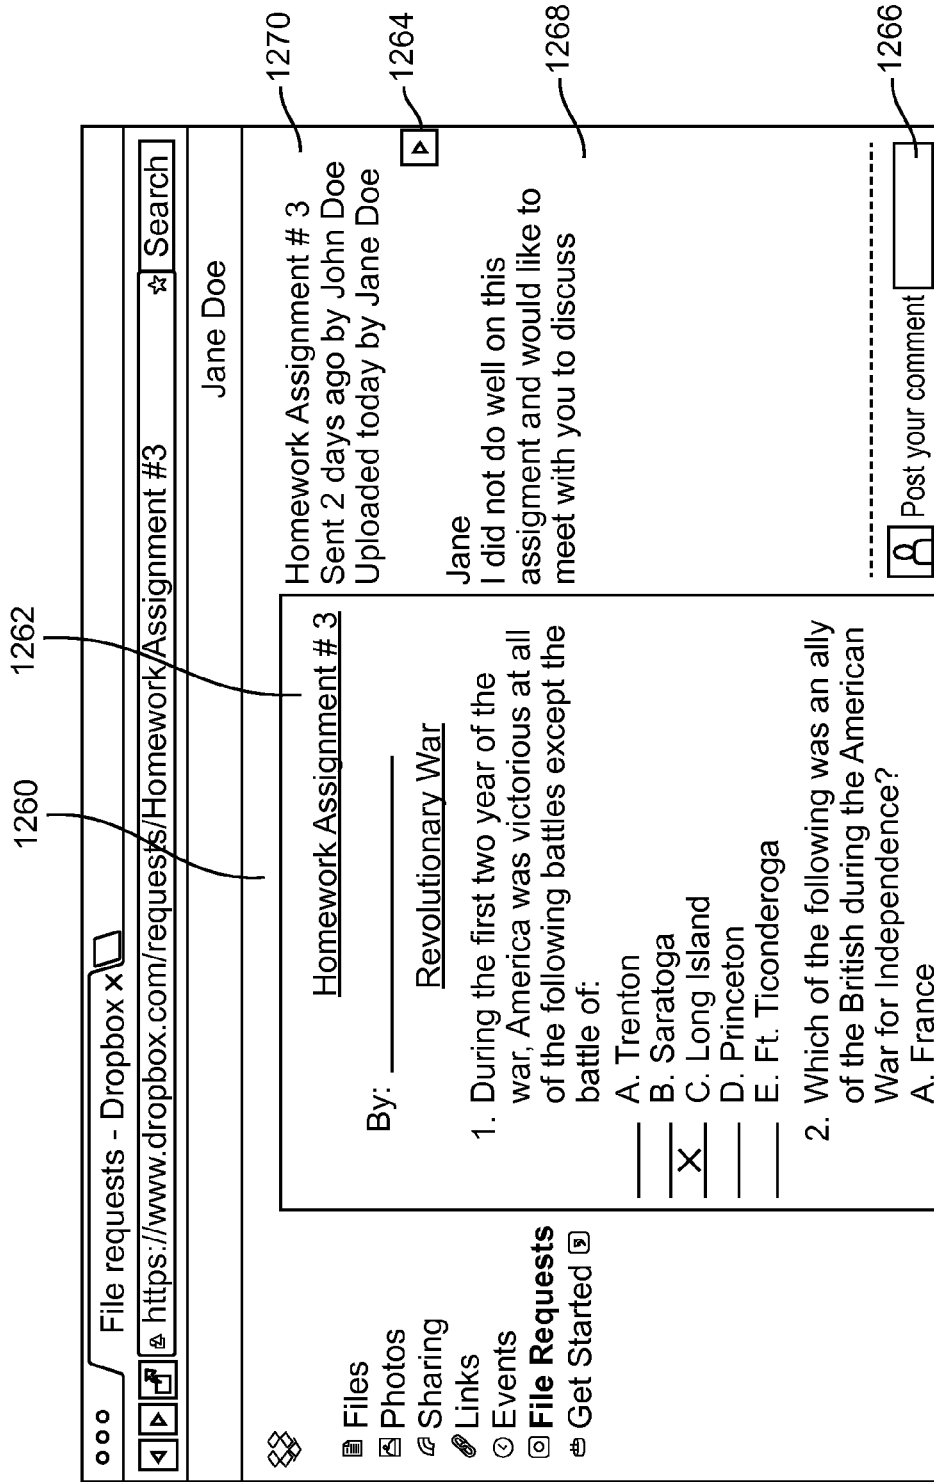 1260
1262
File requests - Dropbox x
https://www.dropbox.com/requests/Homework Assignment #3
Search
Jane Doe
Files
Photos
Sharing
Links
Events
File Requests
Get Started
Homework Assignment # 3
By:
Revolutionary War
1. During the first two year of the
war, America was victorious at all
of the following battles except the
battle of:
A. Trenton
B. Saratoga
X C. Long Island
D. Princeton
E. Ft. Ticonderoga
2. Which of the following was an ally
of the British during the American
War for Independence?
A. France
Homework Assignment # 3
Sent 2 days ago by John Doe
Uploaded today by Jane Doe
Jane
I did not do well on this
assigment and would like to
meet with you to discuss
Post your comment
1270
1264
1268
1266